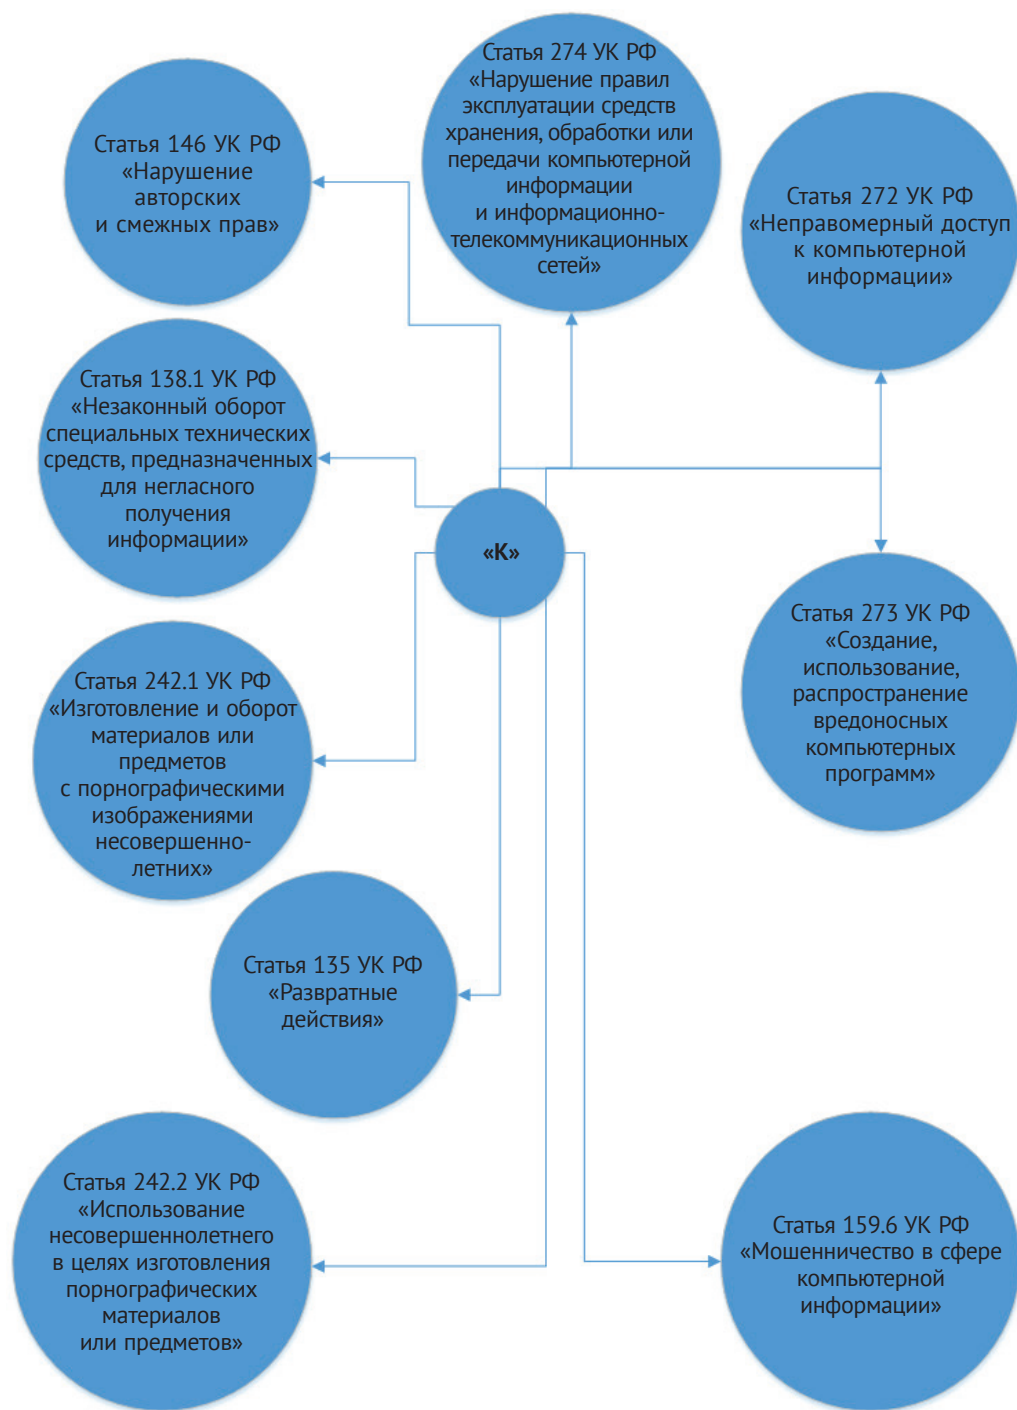 Статья 274 УК РФ
«Нарушение правил
эксплуатации средств
хранения, обработки или
передачи компьютерной
информации
и информационно-
телекоммуникационных
сетей»
Статья 146 УК РФ
«Нарушение
авторских
и смежных прав»
Статья 272 УК РФ
«Неправомерный доступ
к компьютерной
информации»
Статья 138.1 УК РФ
«Незаконный оборот
специальных технических
средств, предназначенных
для негласного
получения
информации»
«К»
Статья 273 УК РФ
«Создание,
использование,
распространение
вредоносных
компьютерных
программ»
Статья 242.1 УК РФ
«Изготовление и оборот
материалов или
предметов
с порнографическими
изображениями
несовершенно-
летних»
Статья 135 УК РФ
«Развратные
действия»
Статья 242.2 УК РФ
«Использование
несовершеннолетнего
в целях изготовления
порнографических
материалов
или предметов»
Статья 159.6 УК РФ
«Мошенничество в сфере
компьютерной
информации»